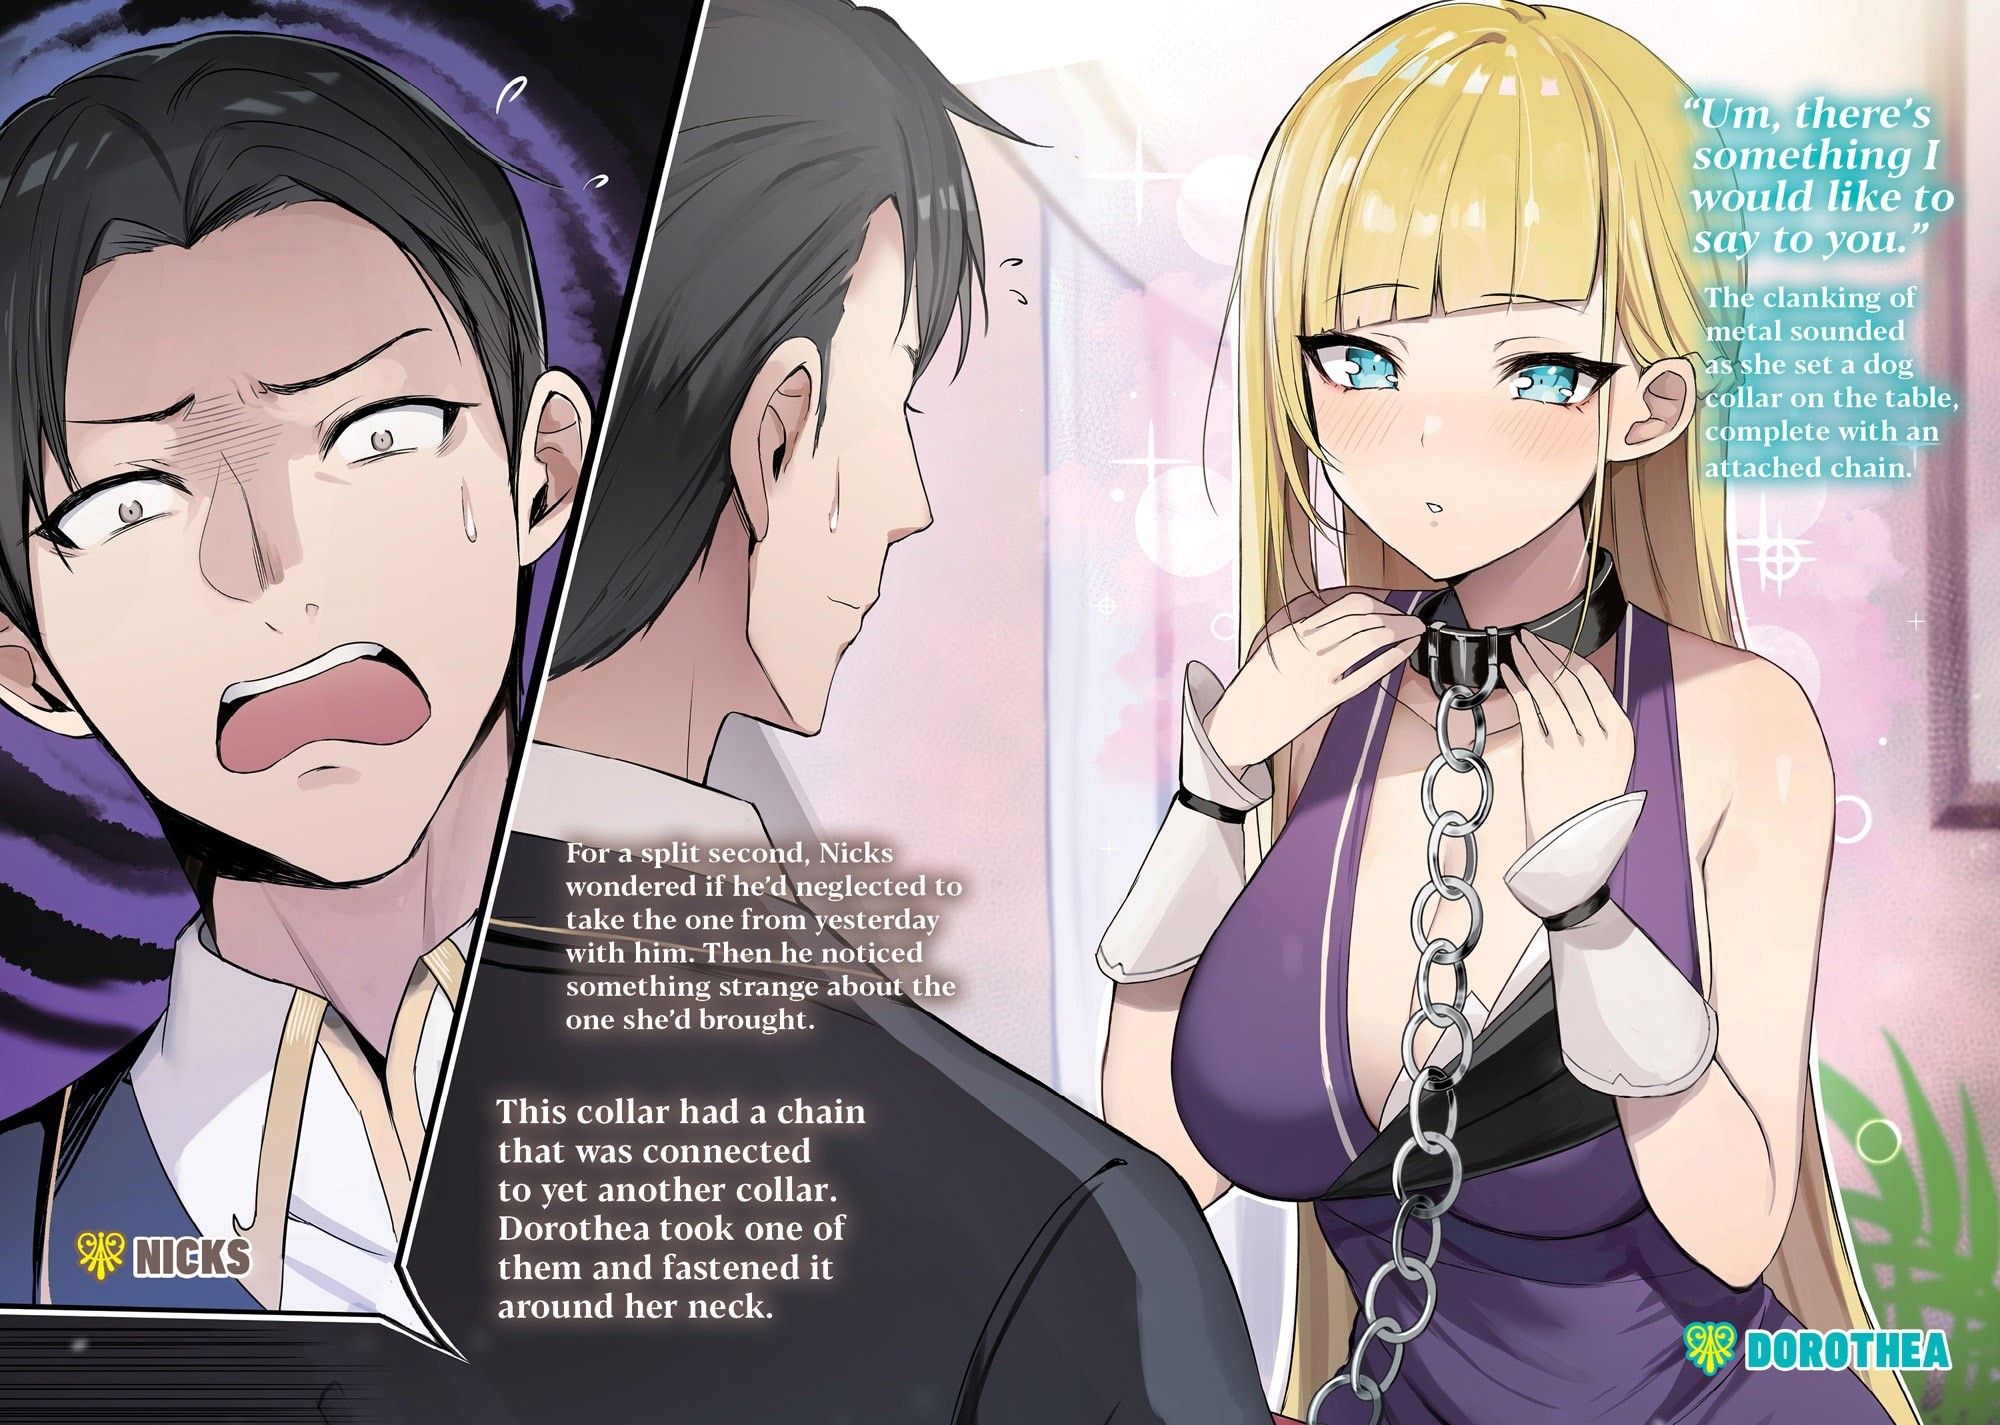 “Um, there’s
something I
would like to
say to you.”
The clanking of
metal sounded
as she set a dog
collar on the table,
complete with an
attached chain.
For a split second, Nicks
wondered if he’d neglected to
take the one from yesterday
with him. Then he noticed
something strange about the
one she’d brought.
This collar had a chain
that was connected
to yet another collar.
Dorothea took one of
them and fastened it
around her neck.
NICKS
DOROTHEA